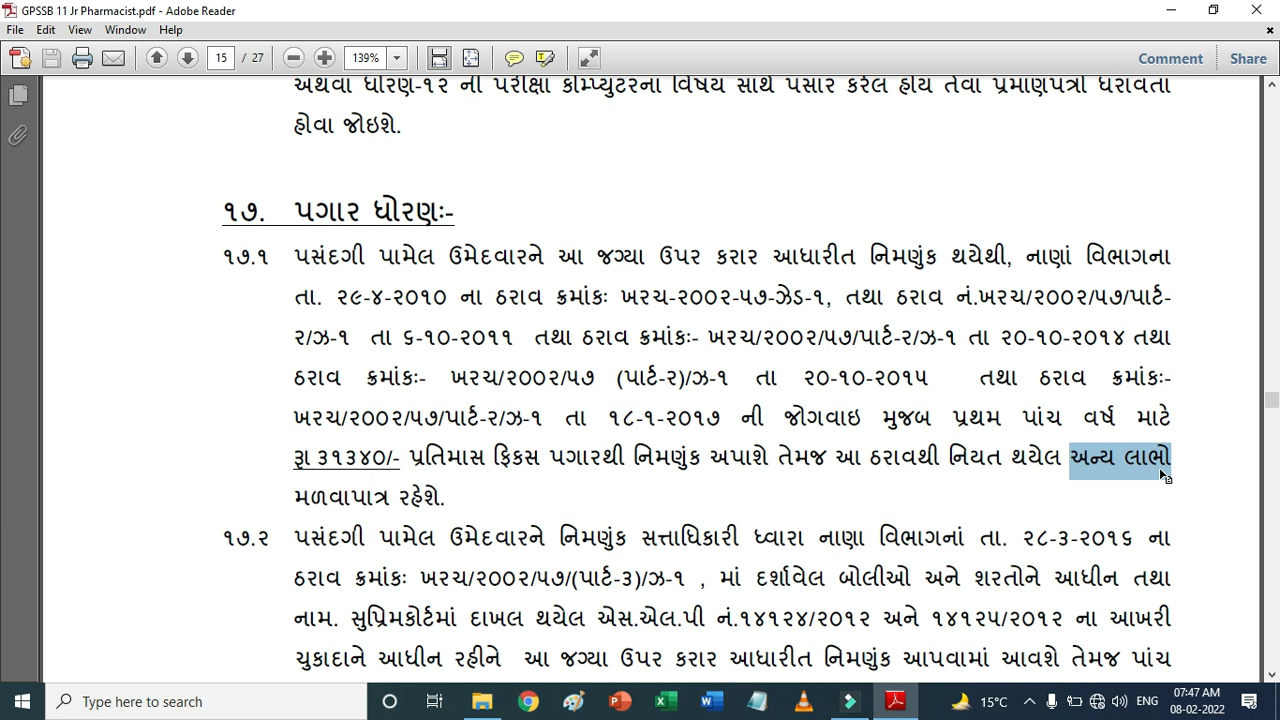 GPSSB 11 Jr Pharmacist.pdf - Adobe Reader
File Edit View Window Help
15 / 27 139% Comment Share
અથવા ધોરણ-૧૨ ની પરીક્ષા કોમ્પ્યુટરના વિષય સાથે પસાર કરેલ હોય તેવા પ્રમાણપત્રો ધરાવતા
હોવા જોઇશે.
૧૭. પગાર ધોરણઃ-
૧૭.૧ પસંદગી પામેલ ઉમેદવારને આ જગ્યા ઉપર કરાર આધારીત નિમણુંક થયેથી, નાણાં વિભાગના
તા. ૨૯-૪-૨૦૧૦ ના ઠરાવ ક્રમાંકઃ ખરચ-૨૦૦૨-૫૭-ઝેડ-૧, તથા ઠરાવ નં.ખરચ/૨૦૦૨/૫૭/પાર્ટ-
૨/ઝ-૧ તા ૬-૧૦-૨૦૧૧ તથા ઠરાવ ક્રમાંકઃ- ખરચ/૨૦૦૨/૫૭/પાર્ટ-૨/ઝ-૧ તા ૨૦-૧૦-૨૦૧૪ તથા
ઠરાવ ક્રમાંકઃ- ખરચ/૨૦૦૨/૫૭ (પાર્ટ-૨)/ઝ-૧ તા ૨૦-૧૦-૨૦૧૫ તથા ઠરાવ ક્રમાંકઃ-
ખરચ/૨૦૦૨/૫૭/પાર્ટ-૨/ઝ-૧ તા ૧૮-૧-૨૦૧૭ ની જોગવાઇ મુજબ પ્રથમ પાંચ વર્ષ માટે
રૂા ૩૧૩૪૦/- પ્રતિમાસ ફિકસ પગારથી નિમણુંક અપાશે તેમજ આ ઠરાવથી નિયત થયેલ અન્ય લાભો
મળવાપાત્ર રહેશે.
૧૭.૨ પસંદગી પામેલ ઉમેદવારને નિમણુંક સત્તાધિકારી ધ્વારા નાણા વિભાગનાં તા. ૨૮-૩-૨૦૧૬ ના
ઠરાવ ક્રમાંકઃ ખરચ/૨૦૦૨/૫૭/(પાર્ટ-૩)/ઝ-૧ , માં દર્શાવેલ બોલીઓ અને શરતોને આધીન તથા
નામ. સુપ્રિમકોર્ટમાં દાખલ થયેલ એસ.એલ.પી નં.૧૪૧૨૪/૨૦૧૨ અને ૧૪૧૨૫/૨૦૧૨ ના આખરી
ચુકાદાને આધીન રહીને આ જગ્યા ઉપર કરાર આધારીત નિમણુંક આપવામાં આવશે તેમજ પાંચ
Type here to search 15°C ENG 07:47 AM
08-02-2022